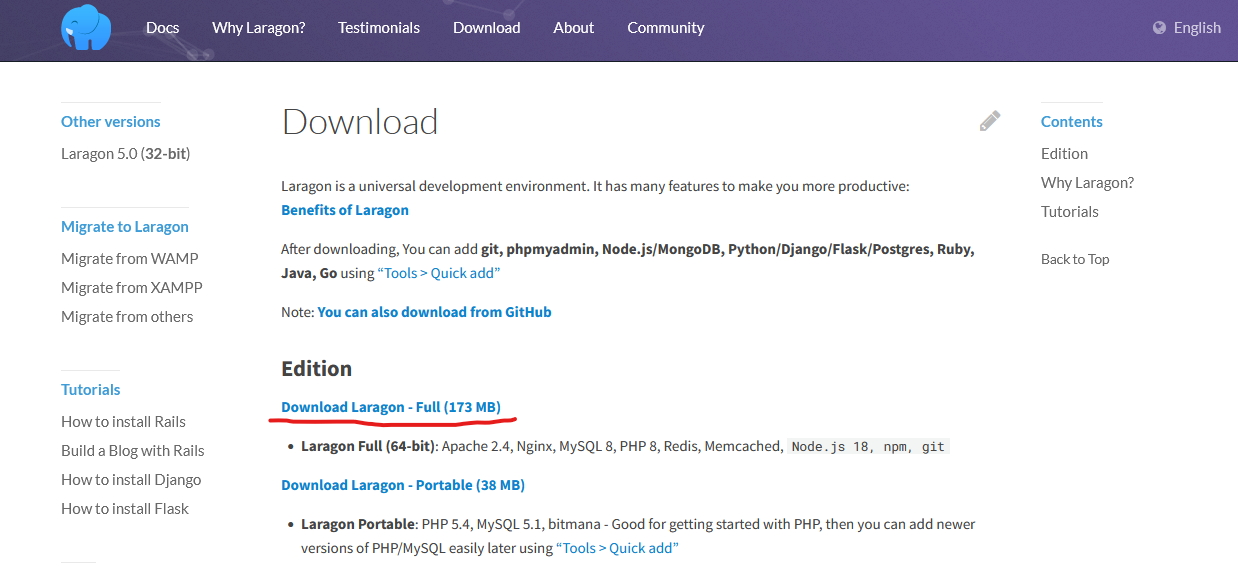 Docs Why Laragon? Testimonials Download About Community English
Other versions
Laragon 5.0 (32-bit)
Migrate to Laragon
Migrate from WAMP
Migrate from XAMPP
Migrate from others
Tutorials
How to install Rails
Build a Blog with Rails
How to install Django
How to install Flask
Download
Laragon is a universal development environment. It has many features to make you more productive:
Benefits of Laragon
After downloading, You can add git, phpmyadmin, Node.js/MongoDB, Python/Django/Flask/Postgres, Ruby,
Java, Go using “Tools > Quick add”
Note: You can also download from GitHub
Edition
Download Laragon - Full (173 MB)
• Laragon Full (64-bit): Apache 2.4, Nginx, MySQL 8, PHP 8, Redis, Memcached, Node.js 18, npm, git
Download Laragon - Portable (38 MB)
• Laragon Portable: PHP 5.4, MySQL 5.1, bitmana - Good for getting started with PHP, then you can add newer
versions of PHP/MySQL easily later using “Tools > Quick add”
Contents
Edition
Why Laragon?
Tutorials
Back to Top